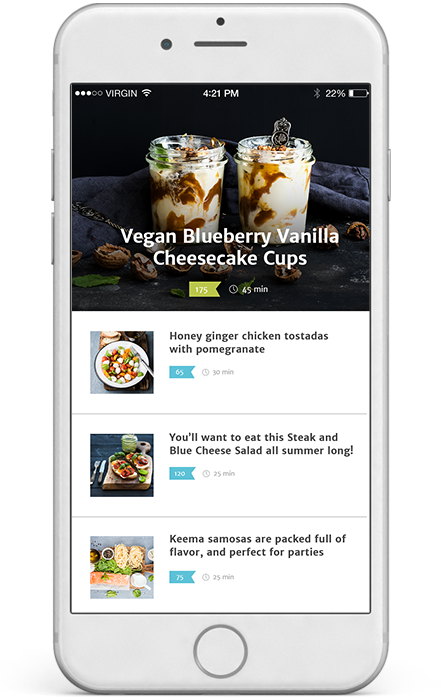 VIRGIN 4:21 PM 22%
Vegan Blueberry Vanilla
Cheesecake Cups
175 45 min
Honey ginger chicken tostadas
with pomegranate
65 30 min
You'll want to eat this Steak and
Blue Cheese Salad all summer long!
120 25 min
Keema samosas are packed full of
flavor, and perfect for parties
75 25 min